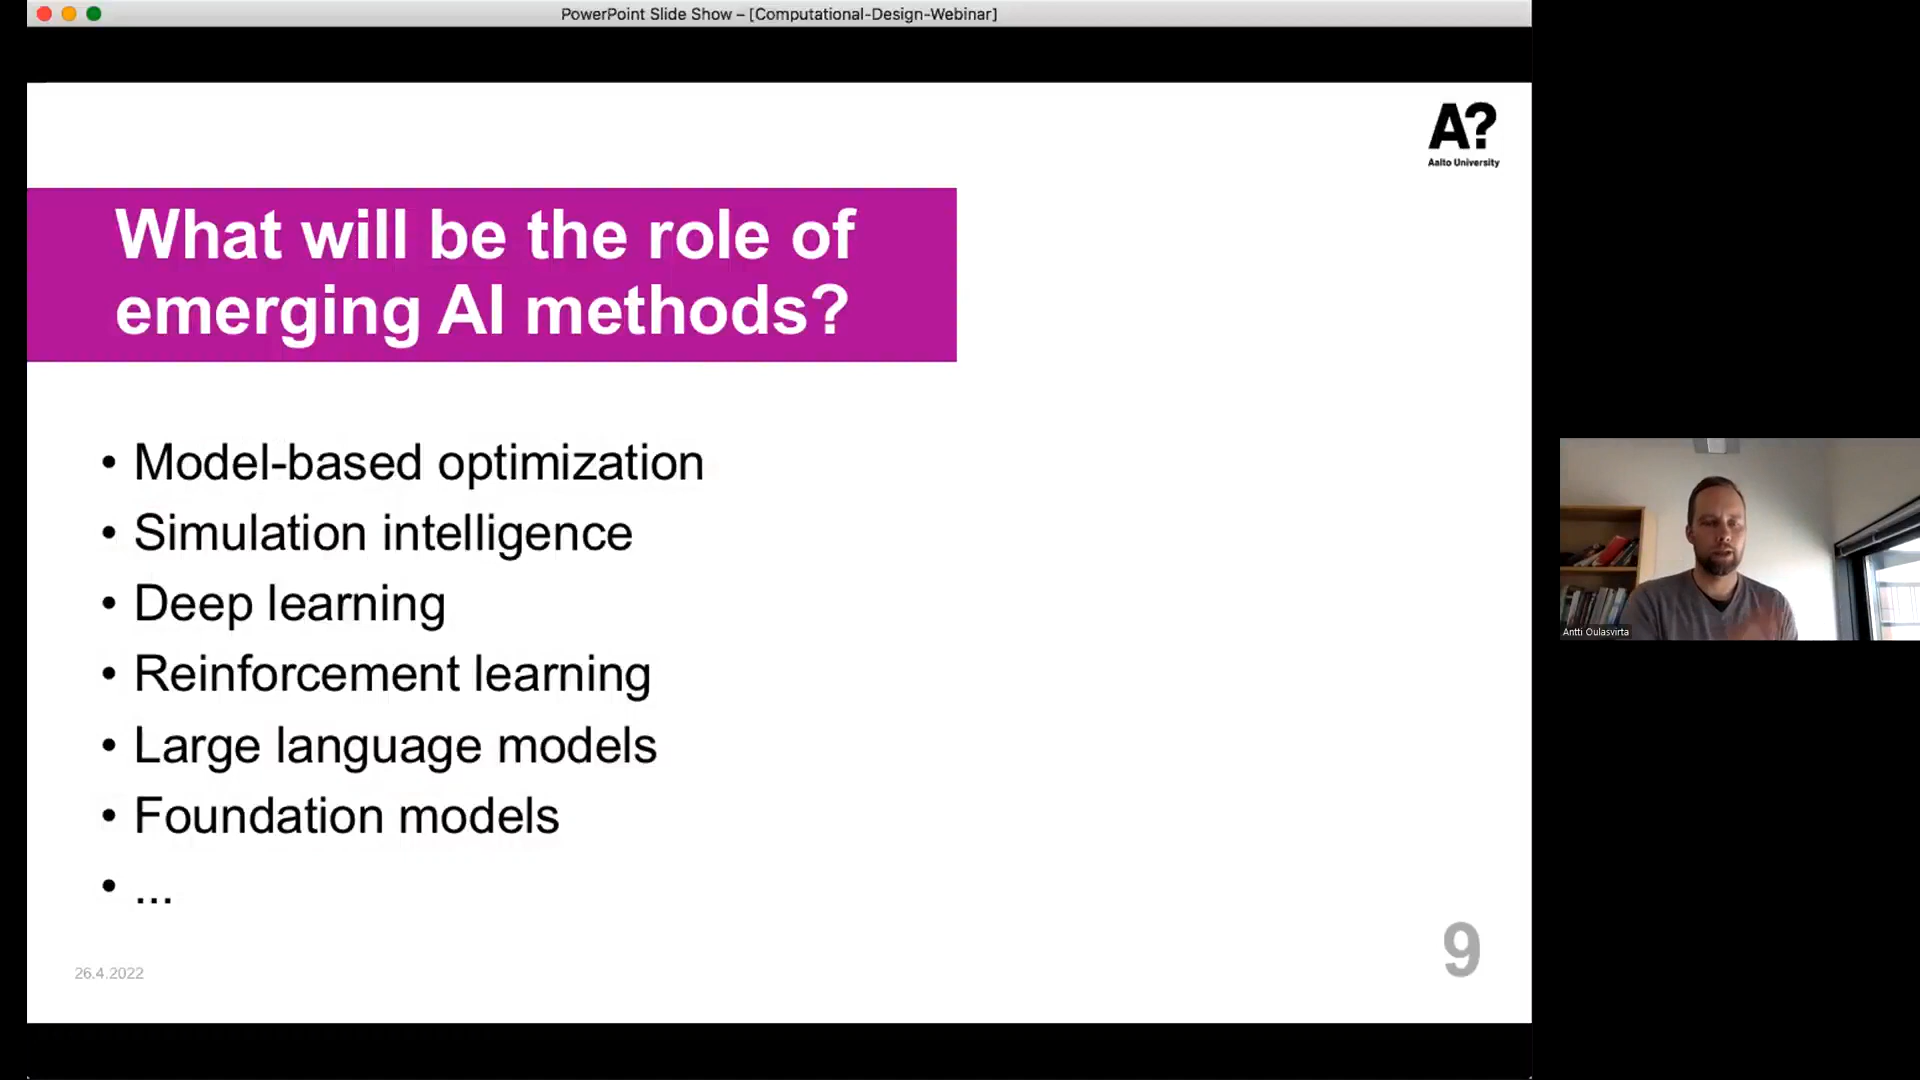 PowerPoint Slide Show – [Computational-Design-Webinar]
A?
Aalto University
What will be the role of
emerging AI methods?
• Model-based optimization
• Simulation intelligence
• Deep learning
• Reinforcement learning
• Large language models
• Foundation models
• ...
26.4.2022
9
Antti Oulasvirta